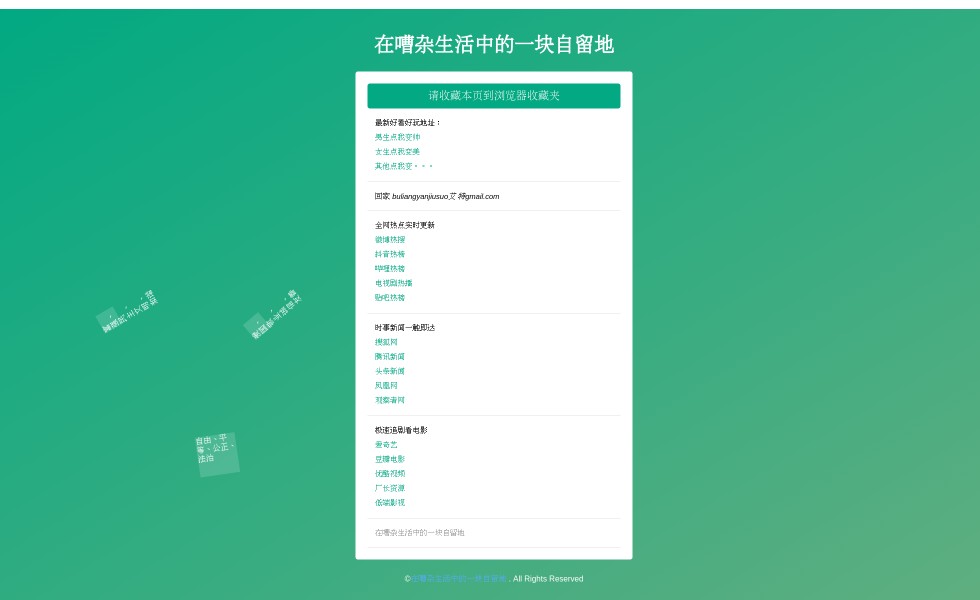 在嘈杂生活中的一块自留地
请收藏本页到浏览器收藏夹
最新好看好玩地址：
男生点我变帅
女生点我变美
其他点我变。。。
回家 buliangyanjiusuo艾特gmail.com
全网热点实时更新
微博热搜
抖音热榜
哔哩热榜
电视剧热播
贴吧热榜
时事新闻一触即达
搜狐网
腾讯新闻
头条新闻
凤凰网
观察者网
极速追剧看电影
爱奇艺
豆瓣电影
优酷视频
厂长资源
低端影视
自由、平
等、公正、
法治
在嘈杂生活中的一块自留地
©在嘈杂生活中的一块自留地 . All Rights Reserved